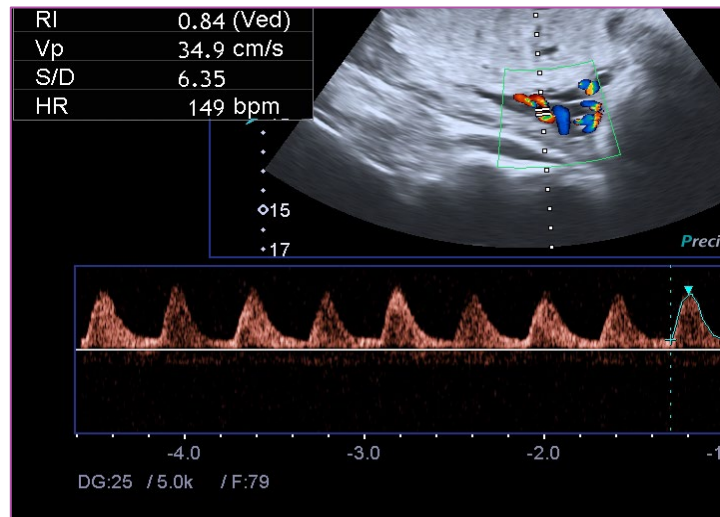 RI 0.84 (Ved)
Vp 34.9 cm/s
S/D 6.35
HR 149 bpm
15
17
Preci
-4.0 -3.0 -2.0 -1
DG:25 / 5.0k / F:79